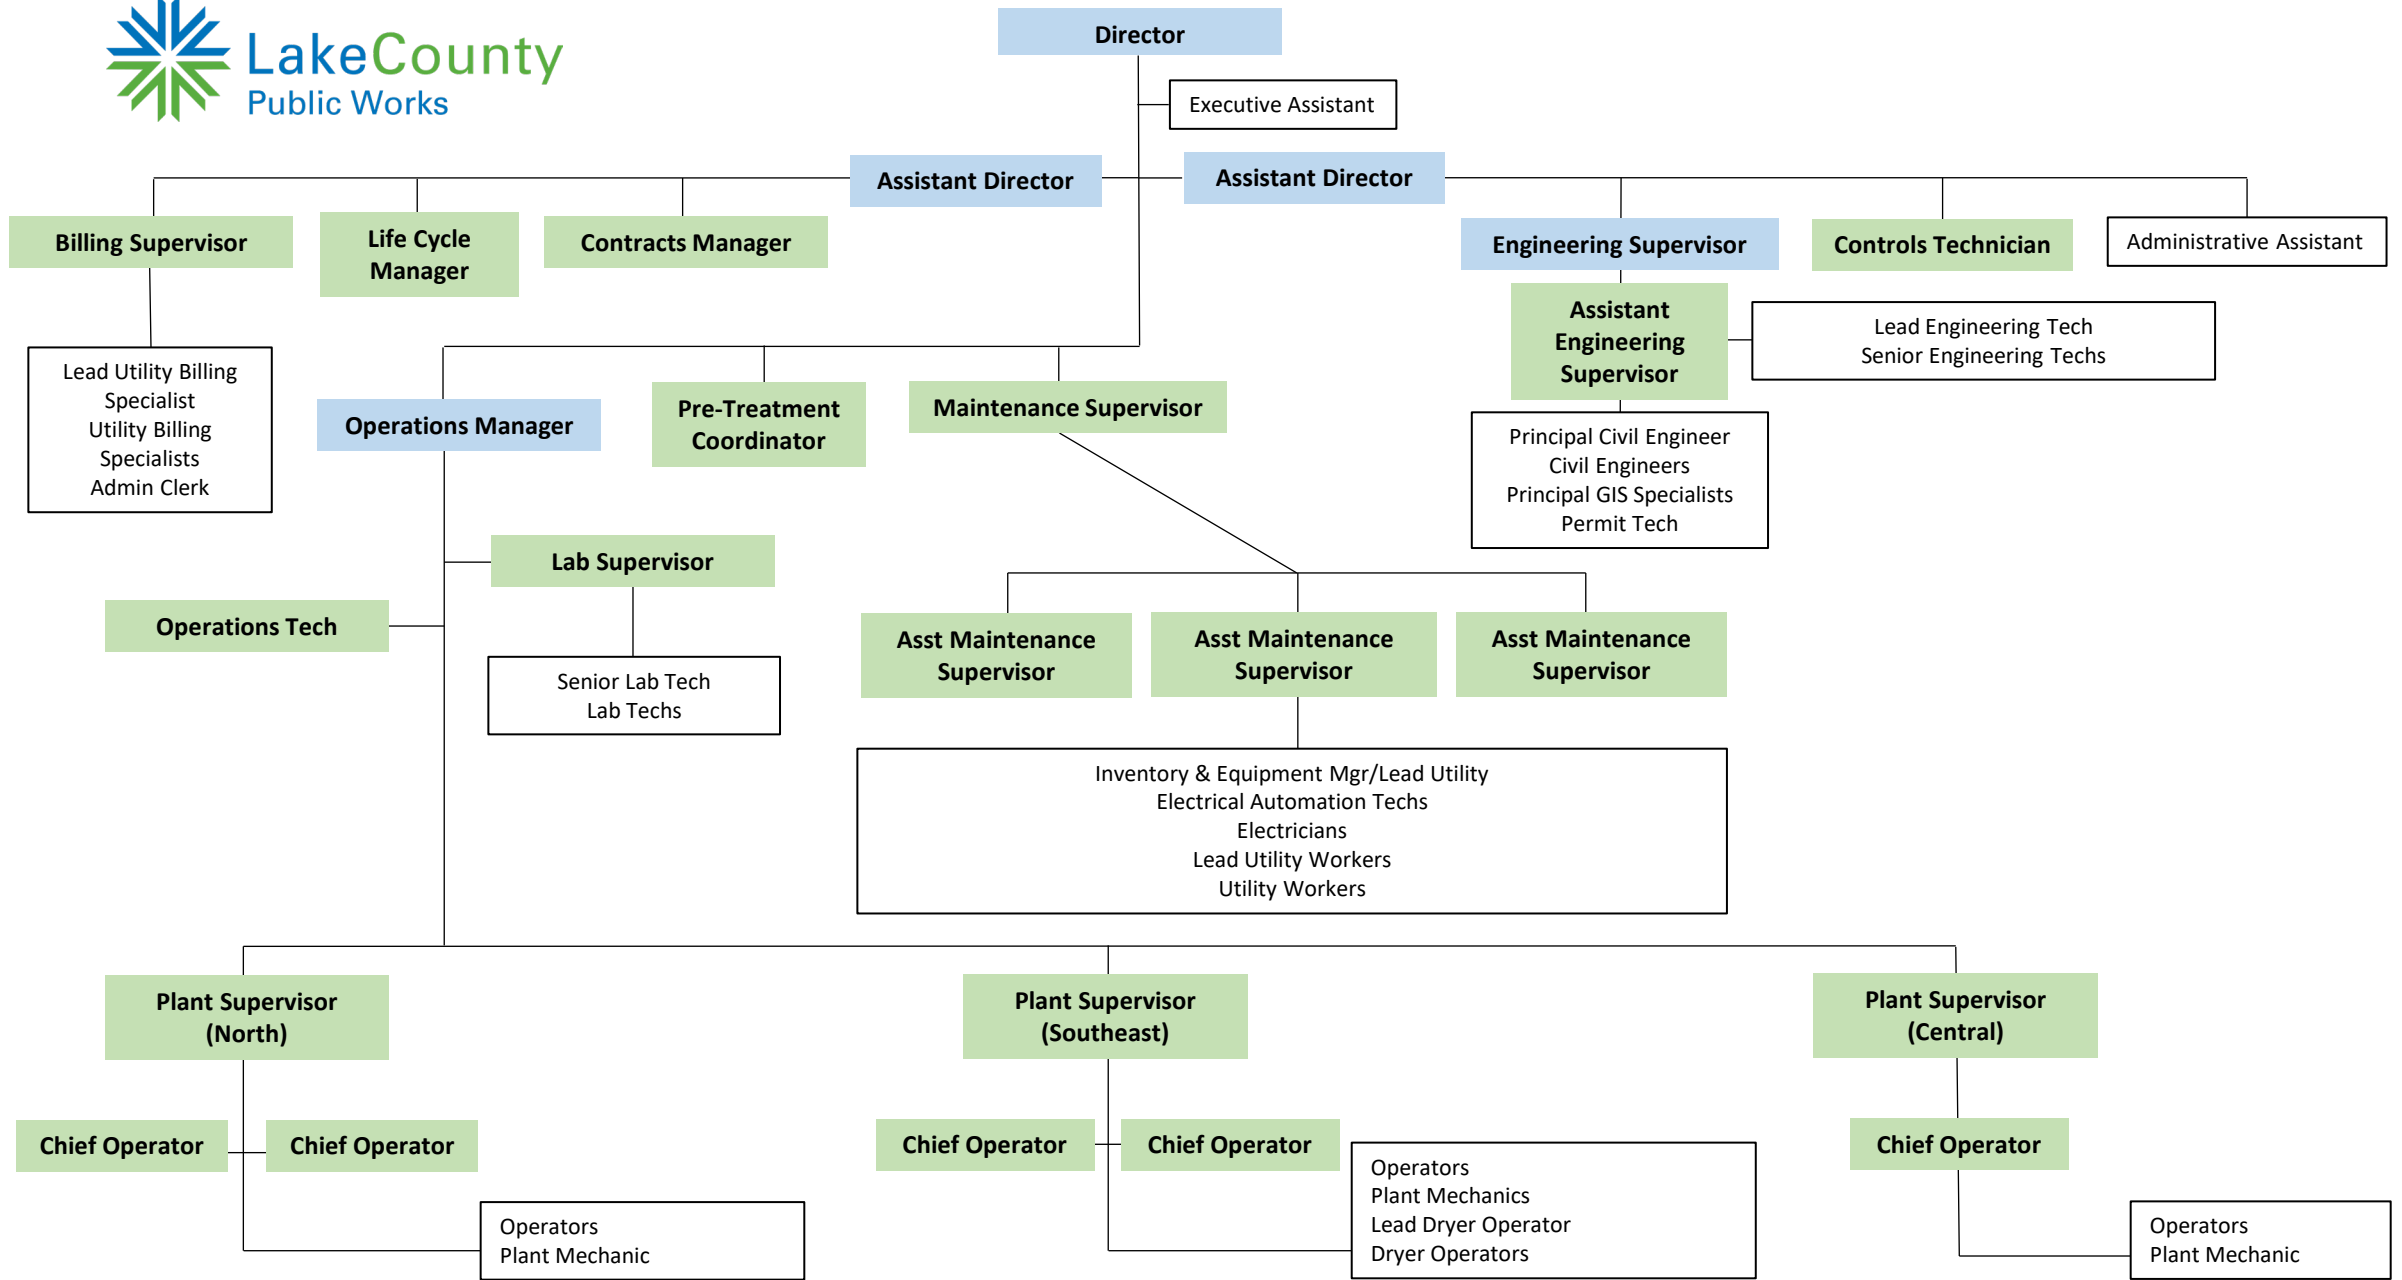 LakeCounty
Public Works
Director
Executive Assistant
Assistant Director
Assistant Director
Billing Supervisor
Life Cycle
Manager
Contracts Manager
Engineering Supervisor
Controls Technician
Administrative Assistant
Assistant
Engineering
Supervisor
Lead Engineering Tech
Senior Engineering Techs
Lead Utility Billing
Specialist
Utility Billing
Specialists
Admin Clerk
Operations Manager
Pre-Treatment
Coordinator
Maintenance Supervisor
Principal Civil Engineer
Civil Engineers
Principal GIS Specialists
Permit Tech
Lab Supervisor
Operations Tech
Senior Lab Tech
Lab Techs
Asst Maintenance
Supervisor
Asst Maintenance
Supervisor
Asst Maintenance
Supervisor
Inventory & Equipment Mgr/Lead Utility
Electrical Automation Techs
Electricians
Lead Utility Workers
Utility Workers
Plant Supervisor
(North)
Plant Supervisor
(Southeast)
Plant Supervisor
(Central)
Chief Operator
Chief Operator
Chief Operator
Chief Operator
Chief Operator
Operators
Plant Mechanic
Operators
Plant Mechanics
Lead Dryer Operator
Dryer Operators
Operators
Plant Mechanic